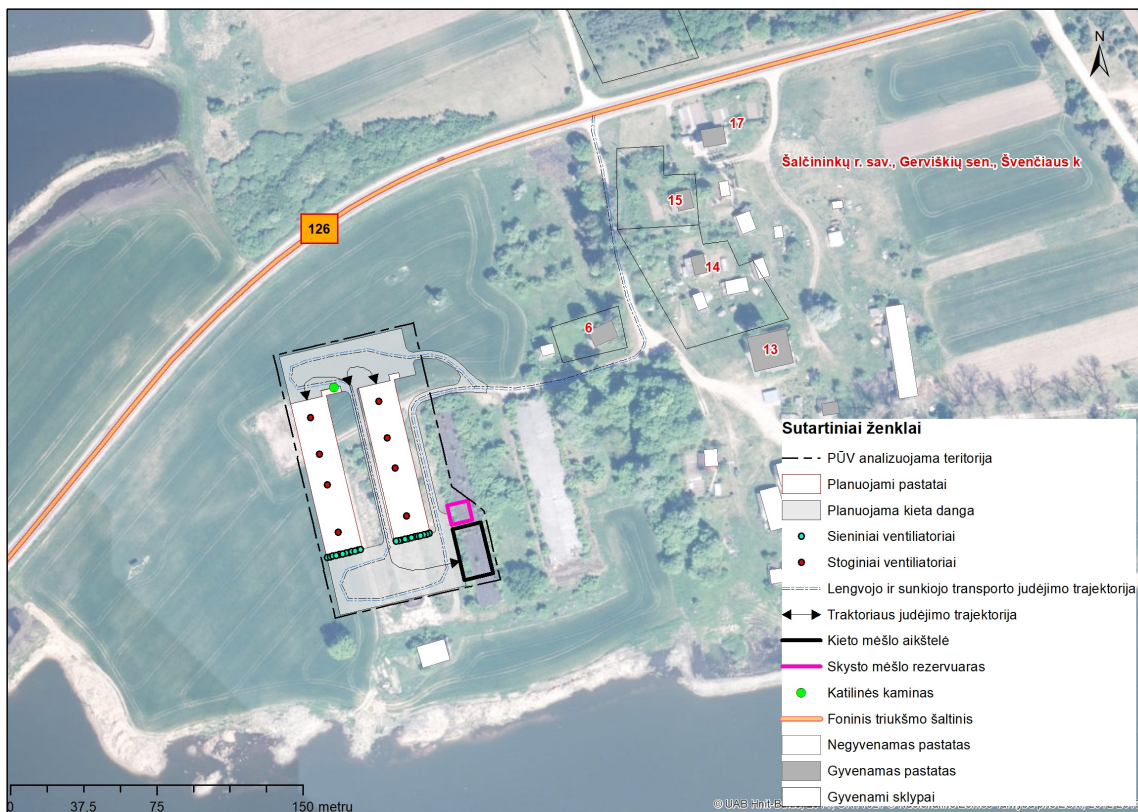 N
17
Šalčininkų r. sav., Gerviškių sen., Švenčiaus k
15
126
14
6
13
Sutartiniai ženklai
PŪV analizuojama teritorija
Planuojami pastatai
Planuojama kieta danga
Sieniniai ventiliatoriai
Stoginiai ventiliatoriai
Lengvojo ir sunkiojo transporto judėjimo trajektorija
Traktoriaus judėjimo trajektorija
Kieto mėšlo aikštelė
Skysto mėšlo rezervuaras
Katilinės kaminas
Foninis triukšmo šaltinis
Negyvenamas pastatas
Gyvenamas pastatas
Gyvenami sklypai
0 37.5 75 150 metru
© UAB Hnit-B